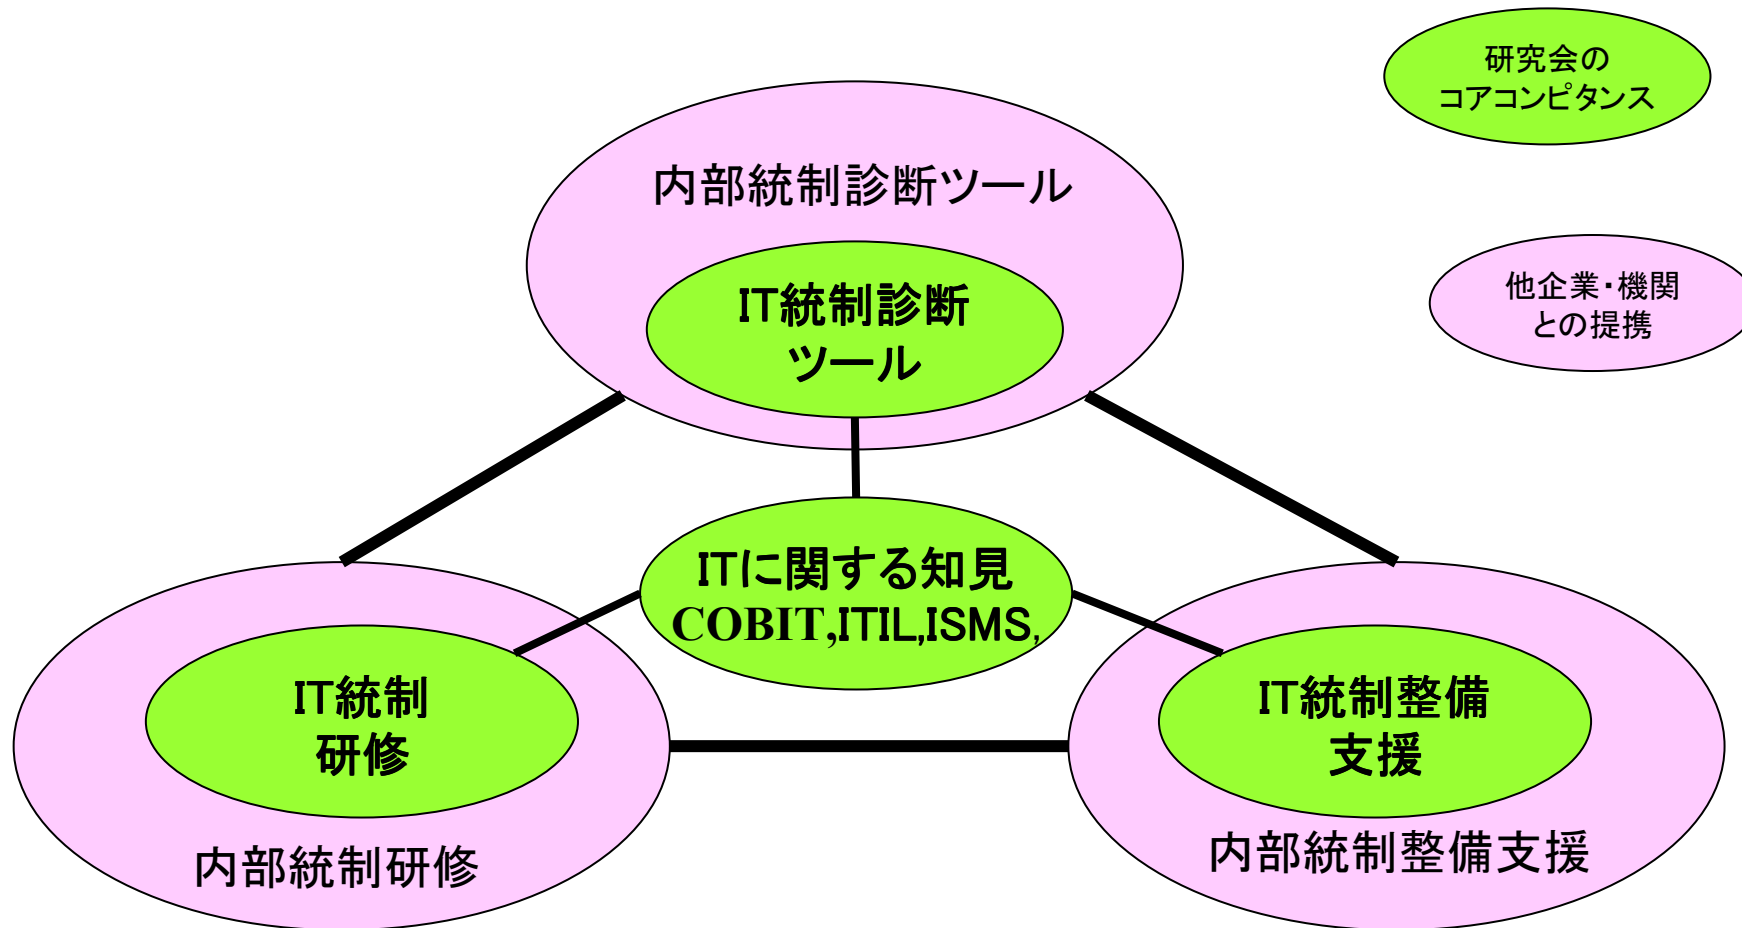 研究会の
コアコンピタンス
内部統制診断ツール
他企業・機関
との提携
IT統制診断
ツール
ITに関する知見
COBIT,ITIL,ISMS,
IT統制
研修
IT統制整備
支援
内部統制研修
内部統制整備支援